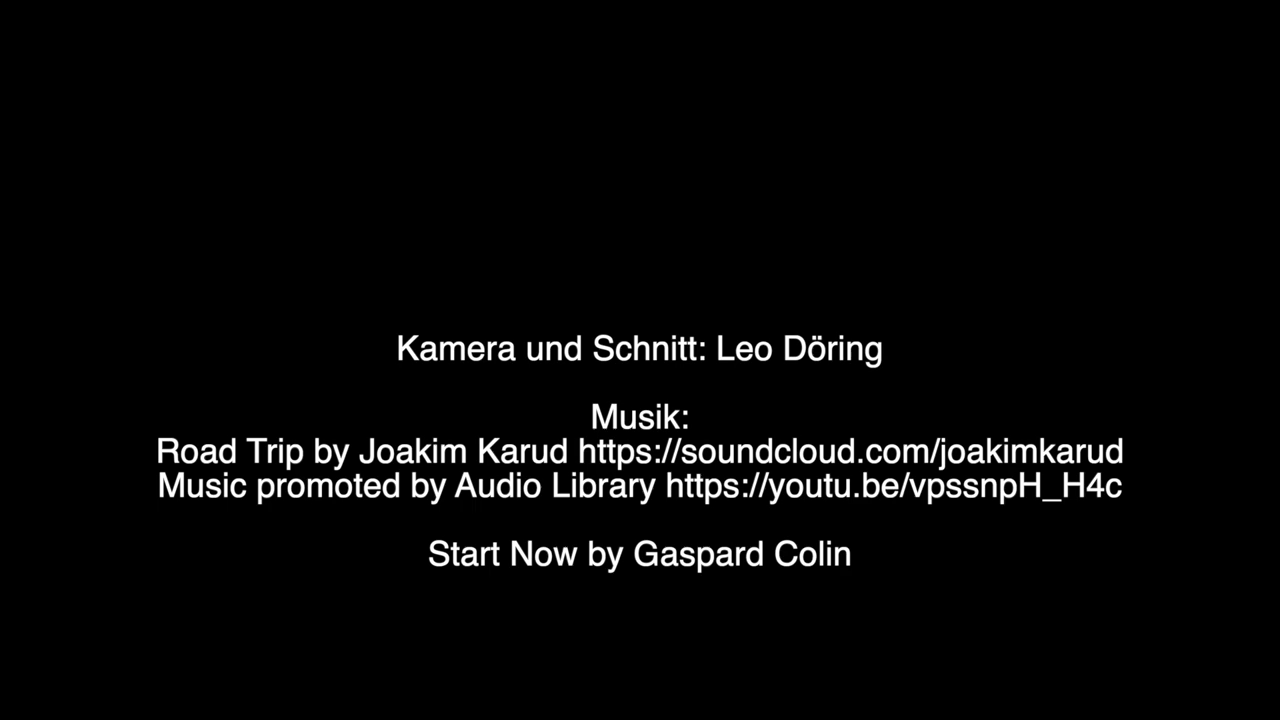 Kamera und Schnitt: Leo Döring
Musik:
Road Trip by Joakim Karud https://soundcloud.com/joakimkarud
Music promoted by Audio Library https://youtu.be/vpssnpH_H4c
Start Now by Gaspard Colin